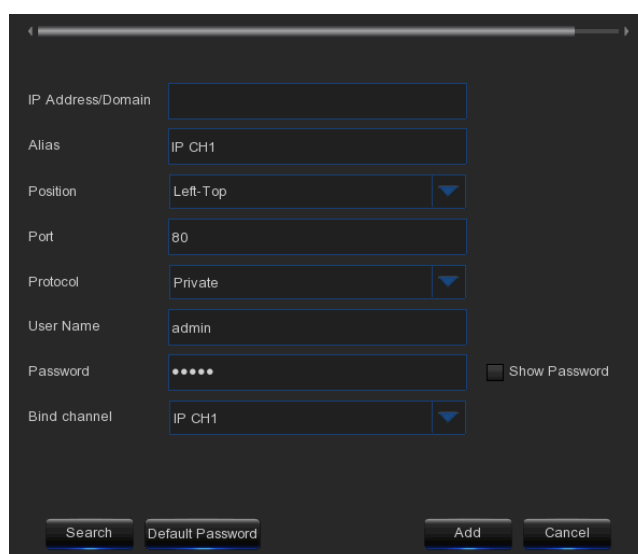 IP Address/Domain
Alias IP CH1
Position Left-Top
Port 80
Protocol Private
User Name admin
Password ••••• Show Password
Bind channel IP CH1
Search Default Password Add Cancel